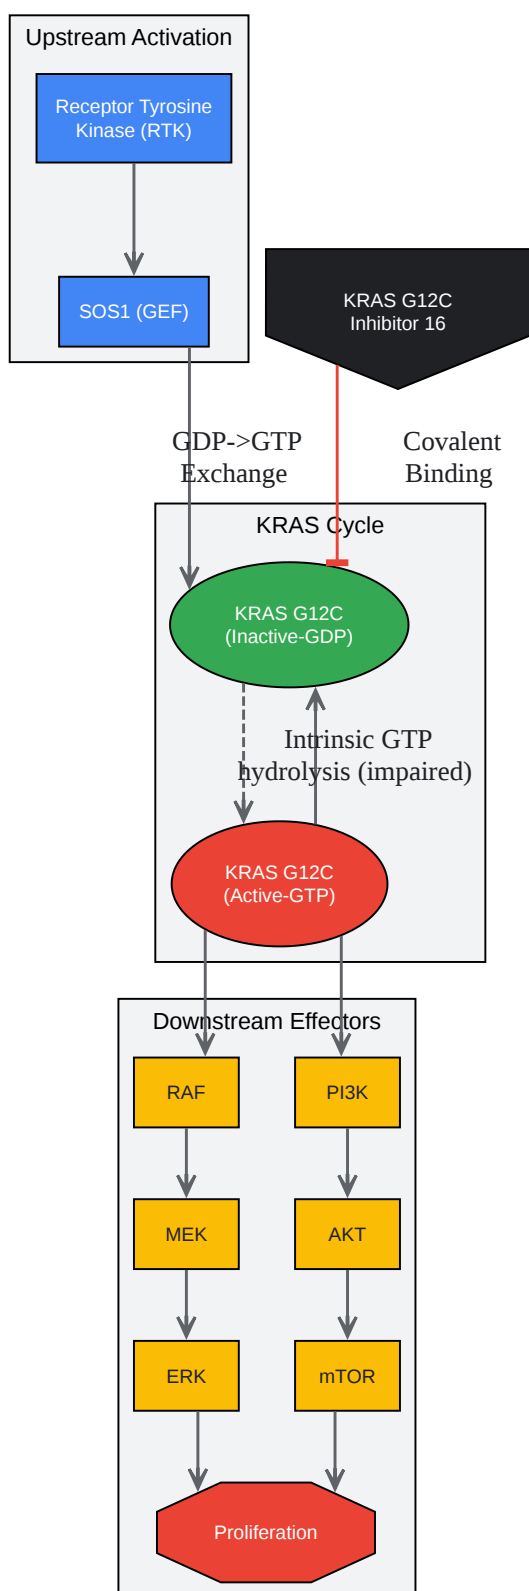 Upstream Activation
Receptor Tyrosine
Kinase (RTK)
SOS1 (GEF)
KRAS G12C
Inhibitor 16
GDP->GTP
Exchange
Covalent
Binding
KRAS Cycle
KRAS G12C
(Inactive-GDP)
Intrinsic GTP
hydrolysis (impaired)
KRAS G12C
(Active-GTP)
Downstream Effectors
RAF
PI3K
MEK
AKT
ERK
mTOR
Proliferation